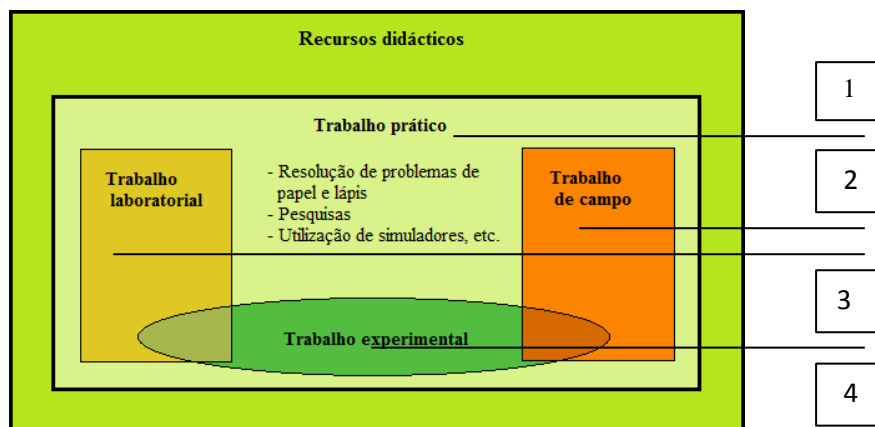 Recursos didácticos
Trabalho prático
Trabalho
laboratorial
- Resolução de problemas de
papel e lápis
- Pesquisas
- Utilização de simuladores, etc.
Trabalho
de campo
Trabalho experimental
1
2
3
4